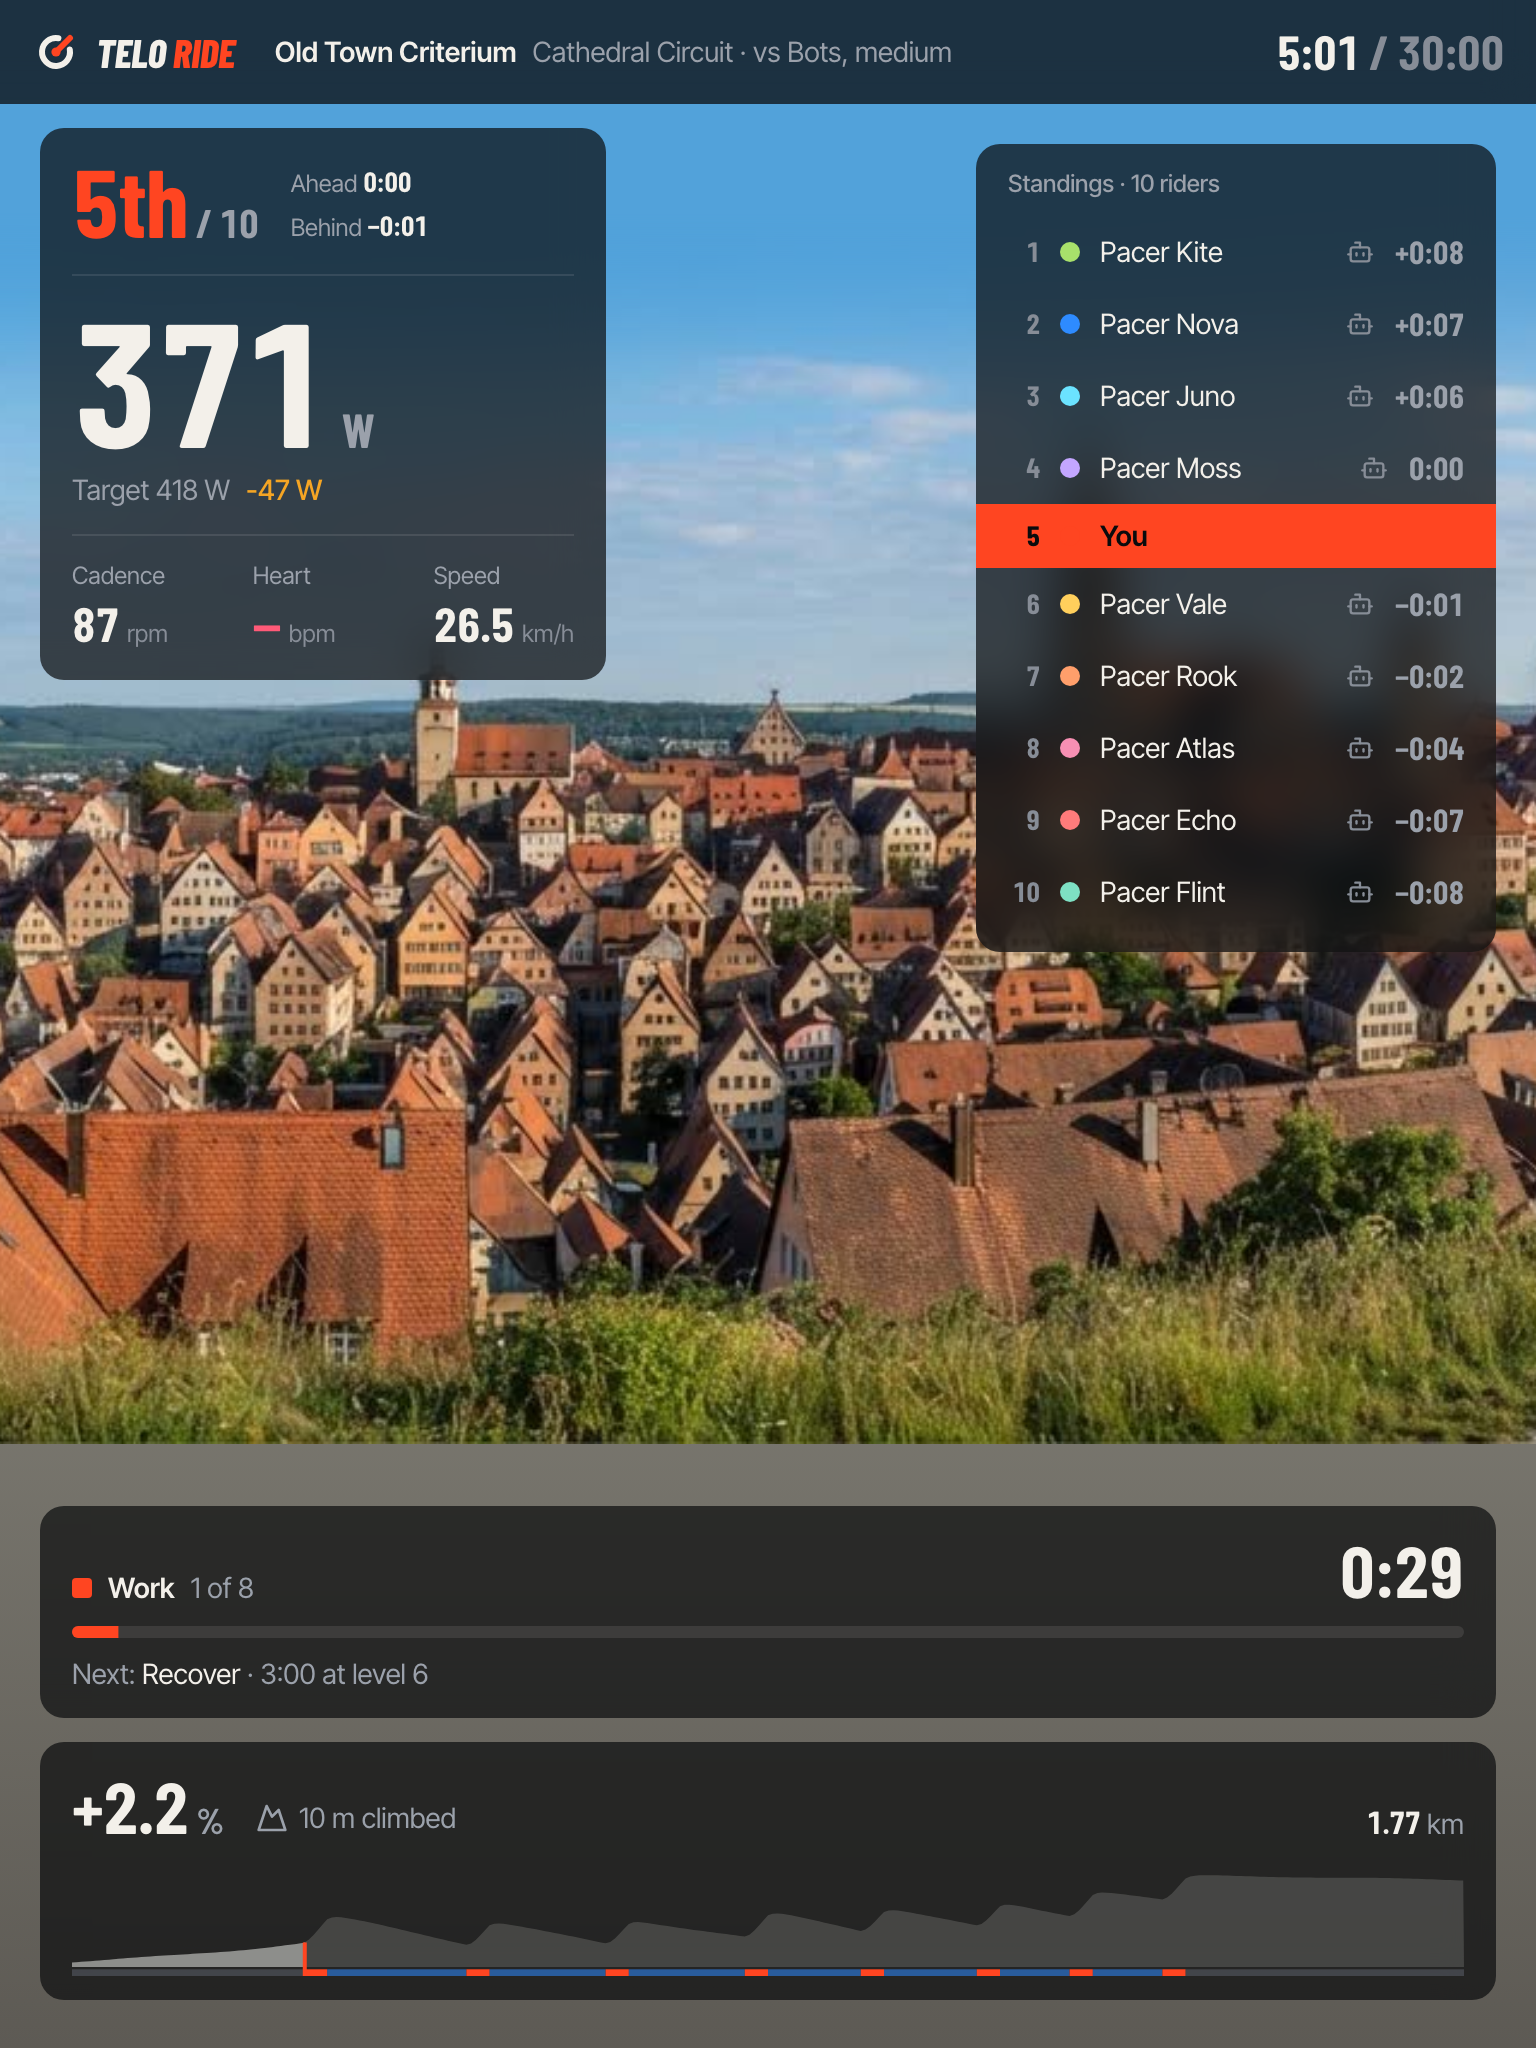 TELO RIDE Old Town Criterium Cathedral Circuit · vs Bots, medium 5:01 / 30:00
5th / 10
Ahead 0:00
Behind −0:01
371 W
Target 418 W -47 W
Cadence Heart Speed
87 rpm — bpm 26.5 km/h
Standings · 10 riders
1 Pacer Kite +0:08
2 Pacer Nova +0:07
3 Pacer Juno +0:06
4 Pacer Moss 0:00
5 You
6 Pacer Vale −0:01
7 Pacer Rook −0:02
8 Pacer Atlas −0:04
9 Pacer Echo −0:07
10 Pacer Flint −0:08
Work 1 of 8 0:29
Next: Recover · 3:00 at level 6
+2.2 % 10 m climbed 1.77 km